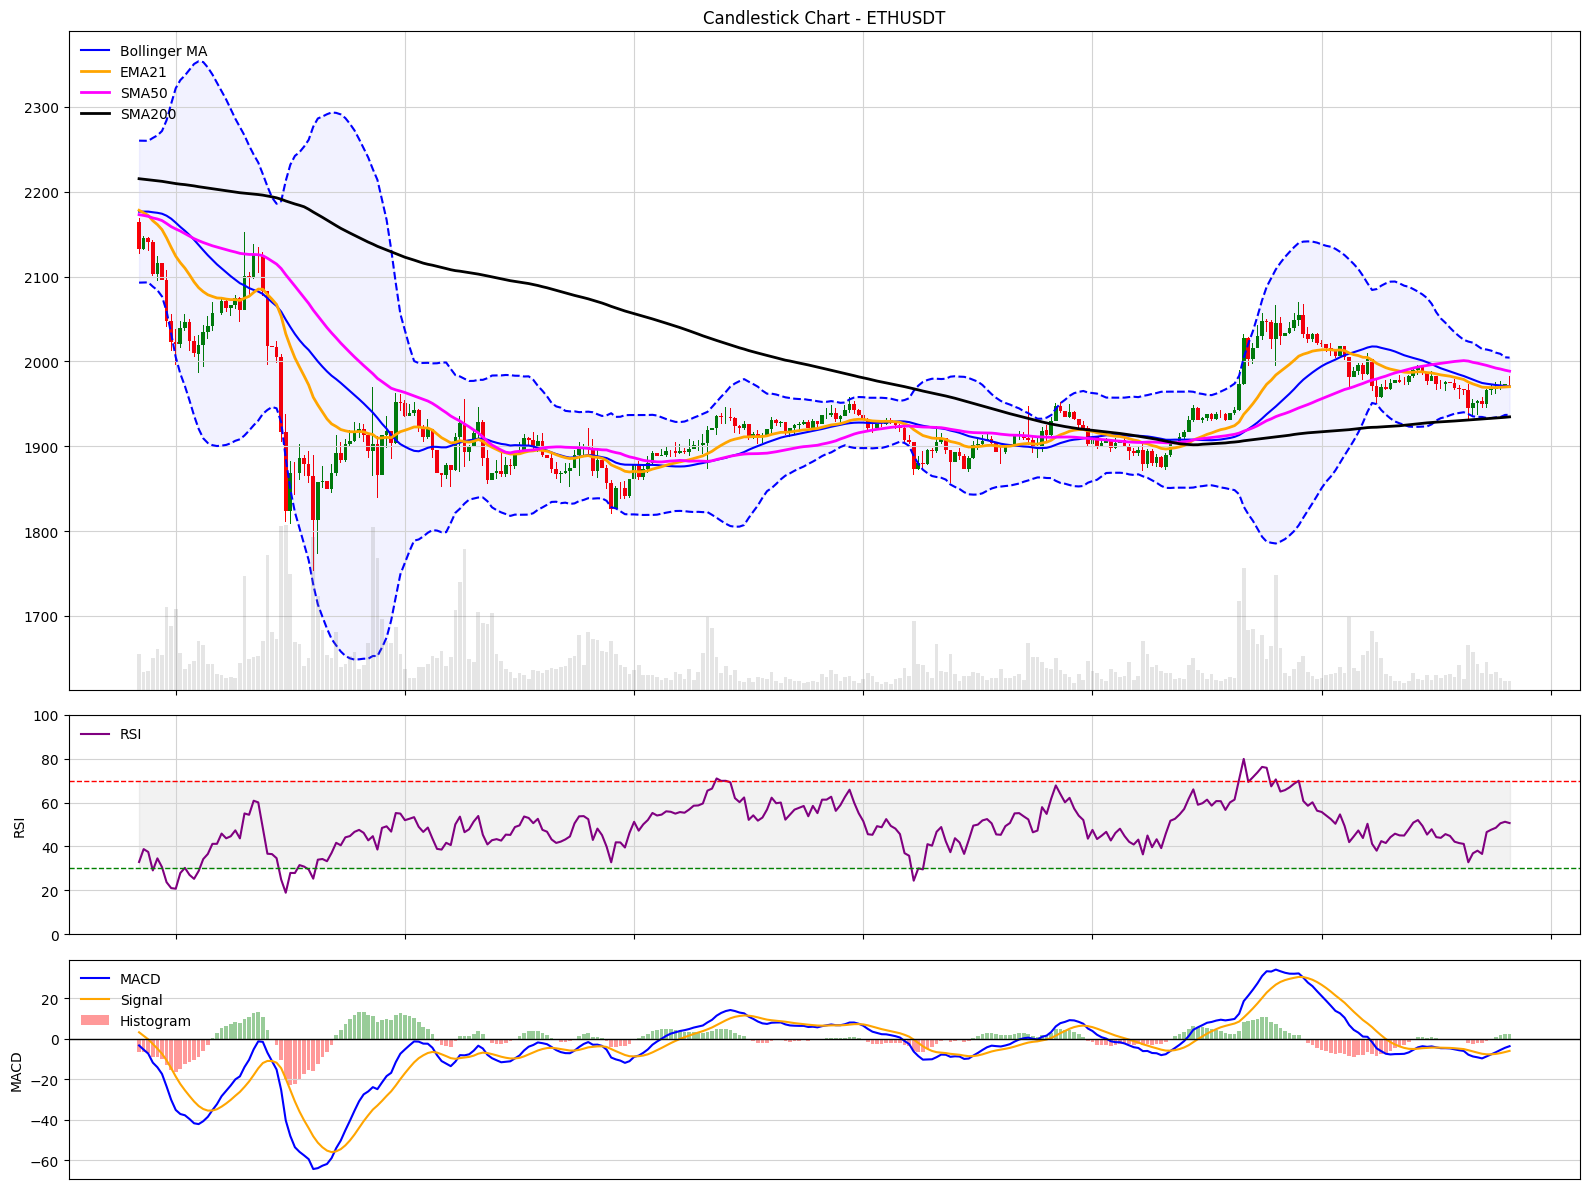 Candlestick Chart - ETHUSDT
Bollinger MA
EMA21
SMA50
SMA200
2300
2200
2100
2000
1900
1800
1700
RSI
100
80
60
40
20
0
RSI
MACD
Signal
Histogram
20
0
−20
−40
−60
MACD